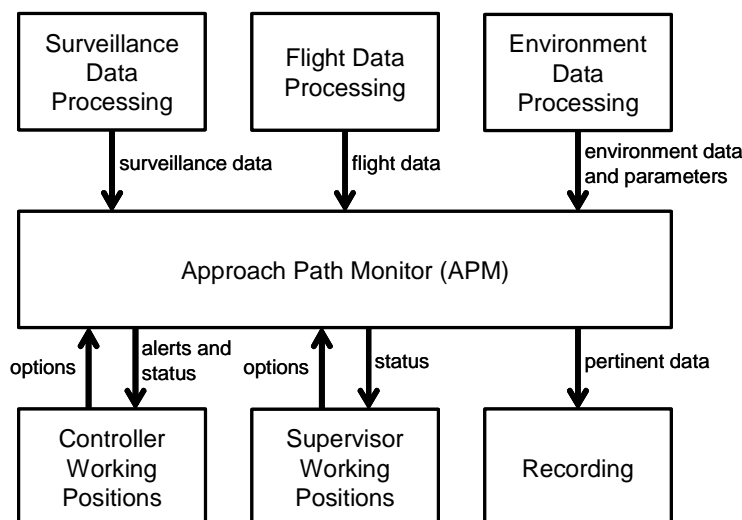 Surveillance
Data
Processing
Flight Data
Processing
Environment
Data
Processing
surveillance data
flight data
environment data
and parameters
Approach Path Monitor (APM)
options
alerts and
status
options
status
pertinent data
Controller
Working
Positions
Supervisor
Working
Positions
Recording